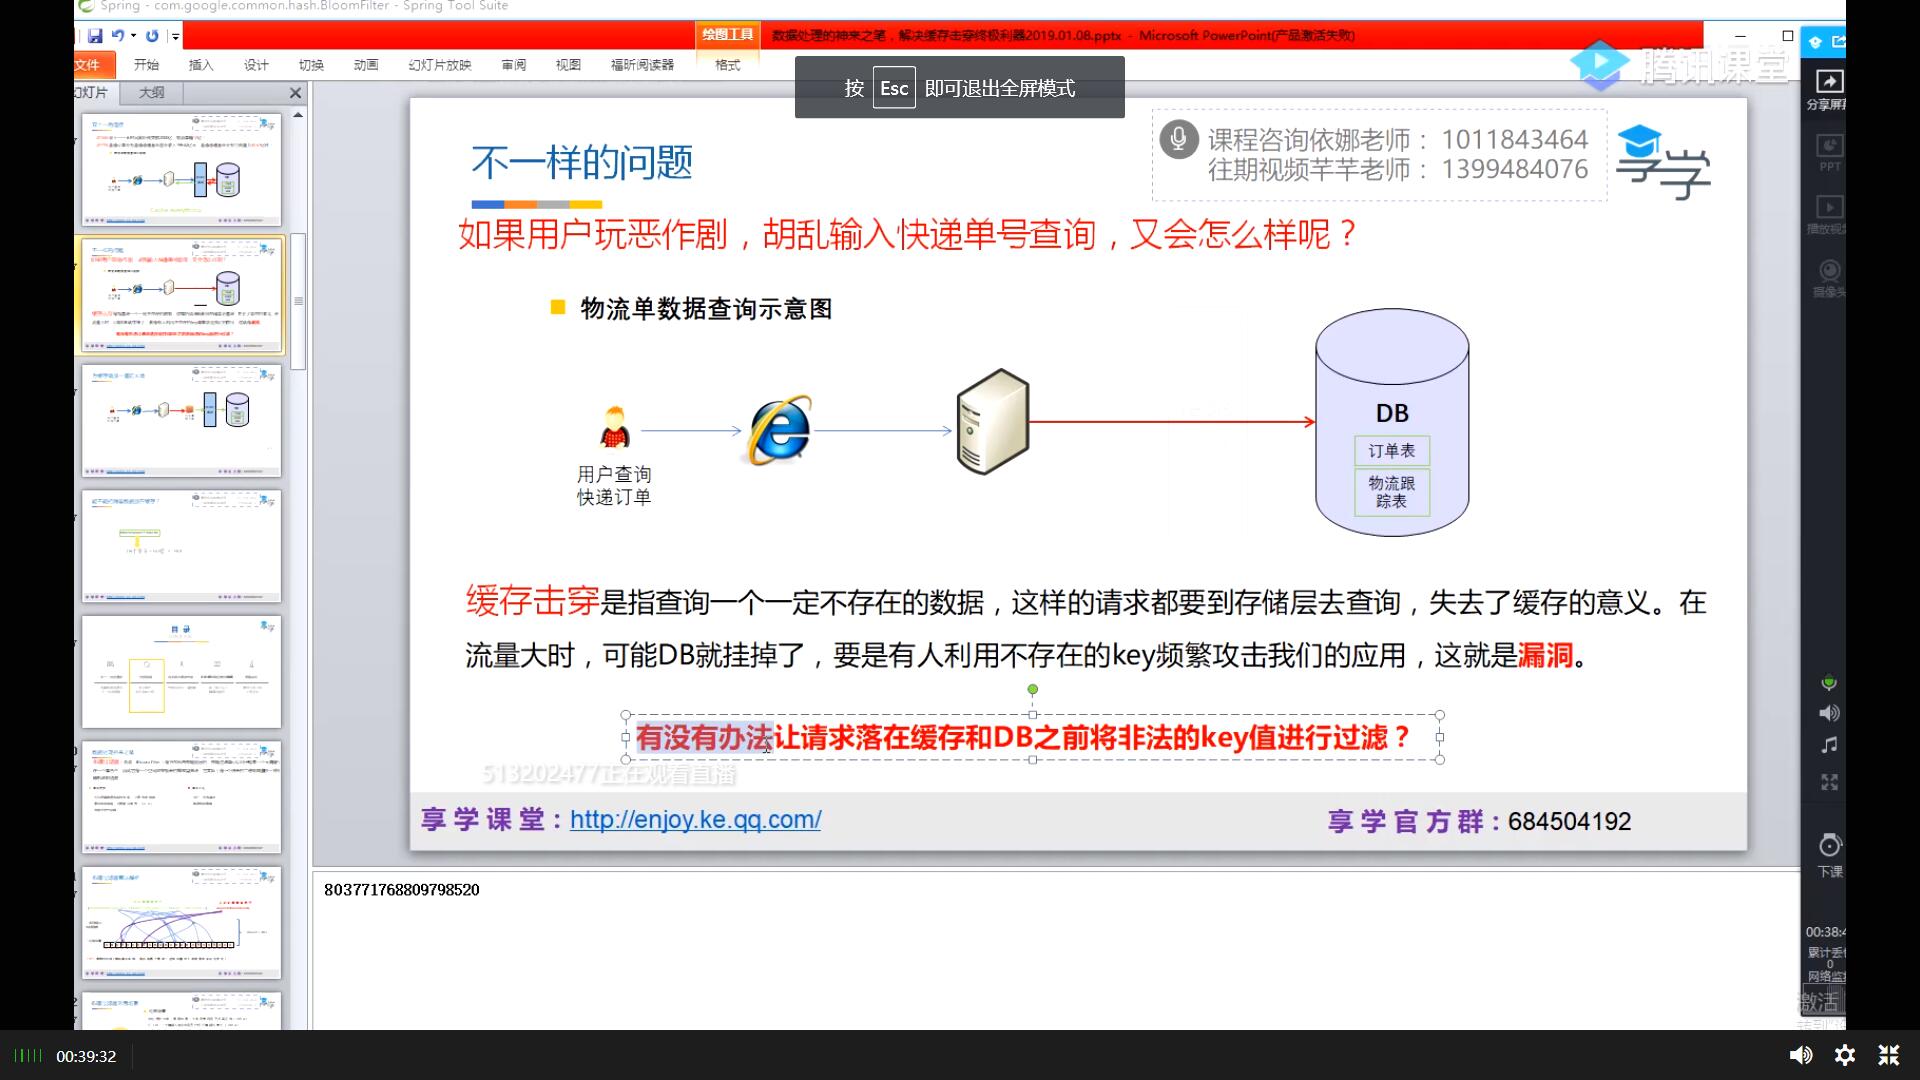 Spring - com.google.common.hash.BloomFilter - Spring Tool Suite
绘图工具
数据处理的神来之笔，解决缓存击穿终极利器2019.01.08.pptx - Microsoft PowerPoint(产品激活失败)
文件 开始 插入 设计 切换 动画 幻灯片放映 审阅 视图 福昕阅读器 格式
腾讯课堂
按 Esc 即可退出全屏模式
幻灯片 大纲
分享屏幕
PPT
播放视频
摄像头
不一样的问题
课程咨询依娜老师： 1011843464
往期视频芊芊老师： 1399484076
享学
如果用户玩恶作剧，胡乱输入快递单号查询，又会怎么样呢？
物流单数据查询示意图
用户查询
快递订单
DB
订单表
物流跟
踪表
缓存击穿是指查询一个一定不存在的数据，这样的请求都要到存储层去查询，失去了缓存的意义。在
流量大时，可能DB就挂掉了，要是有人利用不存在的key频繁攻击我们的应用，这就是漏洞。
有没有办法让请求落在缓存和DB之前将非法的key值进行过滤？
513202477正在观看直播
享学课堂：http://enjoy.ke.qq.com/
享学官方群：684504192
803771768809798520
下课
00:38:4
累计丢
0
网络监
激活
00:39:32